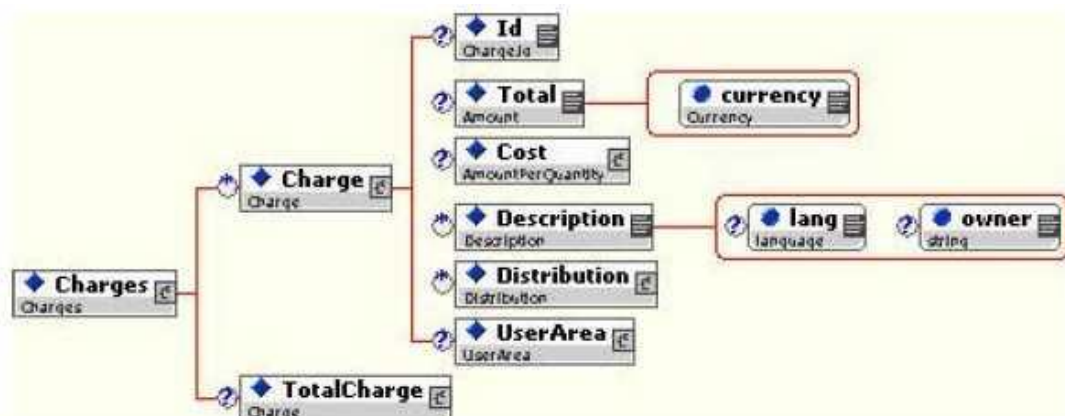 Id
ChargeId
Total
Amount
currency
Currency
Cost
AmountPerQuantity
Charge
Charge
Description
Description
lang
language
owner
string
Charges
Charges
Distribution
Distribution
UserArea
UserArea
TotalCharge
Charge